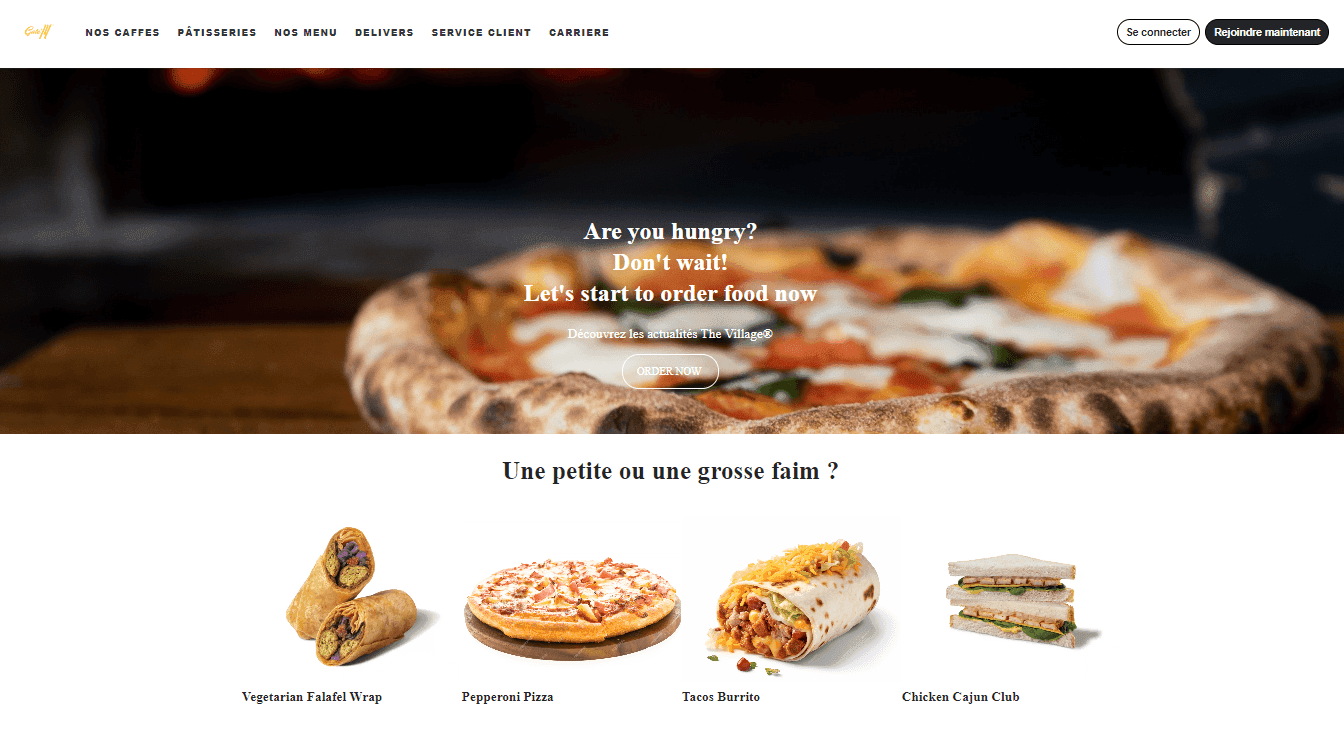 NOS CAFFES PÂTISSERIES NOS MENU DELIVERS SERVICE CLIENT CARRIERE Se connecter Rejoindre maintenant
Are you hungry?
Don't wait!
Let's start to order food now
Découvrez les actualités The Village®
ORDER NOW
Une petite ou une grosse faim ?
Vegetarian Falafel Wrap Pepperoni Pizza Tacos Burrito Chicken Cajun Club